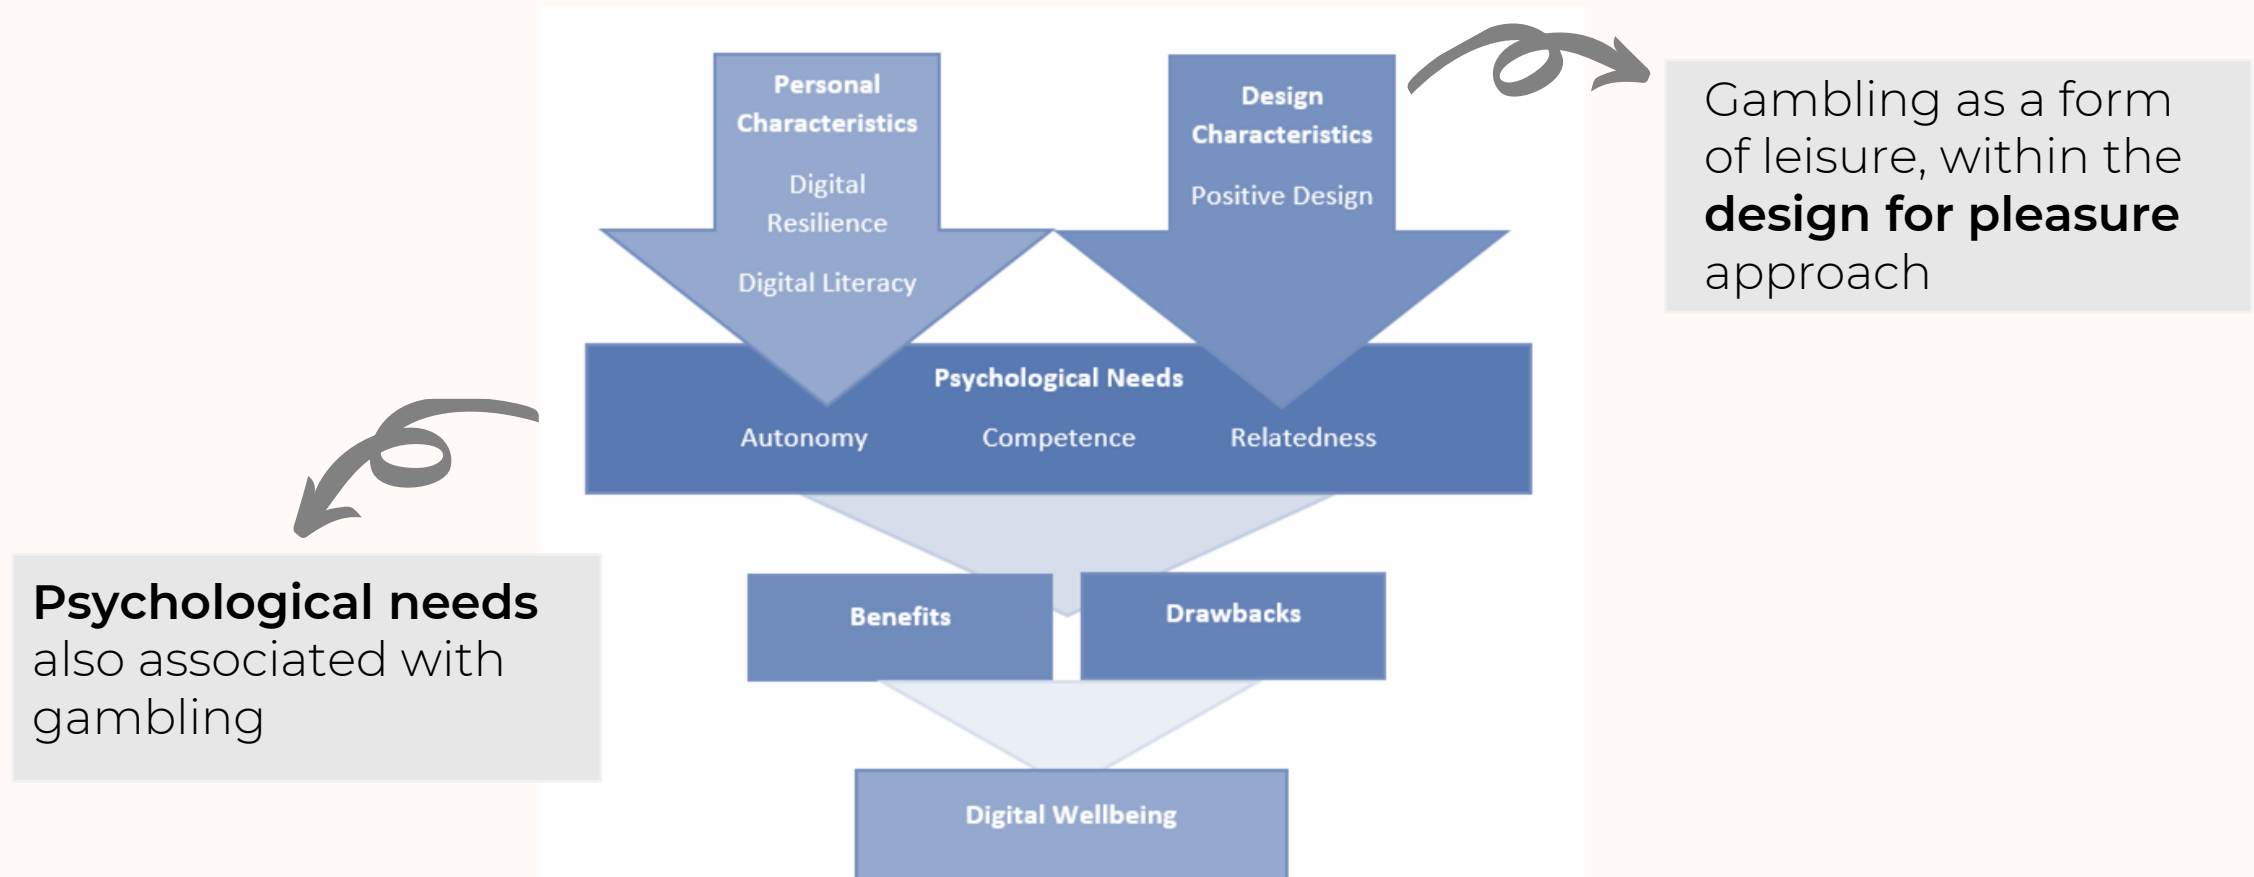 Personal
Characteristics
Digital
Resilience
Digital Literacy
Design
Characteristics
Positive Design
Gambling as a form
of leisure, within the
design for pleasure
approach
Psychological Needs
Autonomy
Competence
Relatedness
Psychological needs
also associated with
gambling
Benefits
Drawbacks
Digital Wellbeing